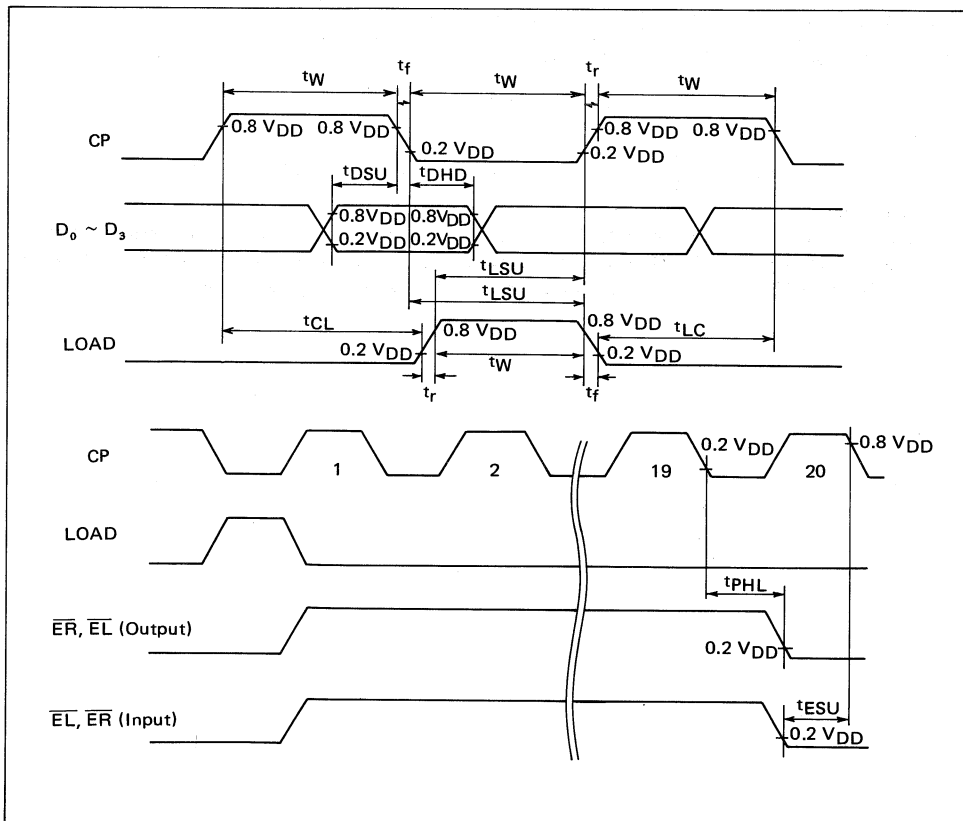 tW tf tW tr tW
CP 0.8 VDD 0.8 VDD 0.2 VDD 0.2 VDD 0.8 VDD 0.8 VDD
tDSU tDHD
D0 ~ D3 0.8VDD 0.8VDD
0.2VDD 0.2VDD
tLSU
tLSU
tCL 0.8 VDD 0.8 VDD tLC
LOAD 0.2 VDD tW 0.2 VDD
tr tf
CP 1 2 19 0.2 VDD 20 0.8 VDD
LOAD
tPHL
E̅R̅, E̅L̅ (Output) 0.2 VDD
E̅L̅, E̅R̅ (Input) tESU
0.2 VDD